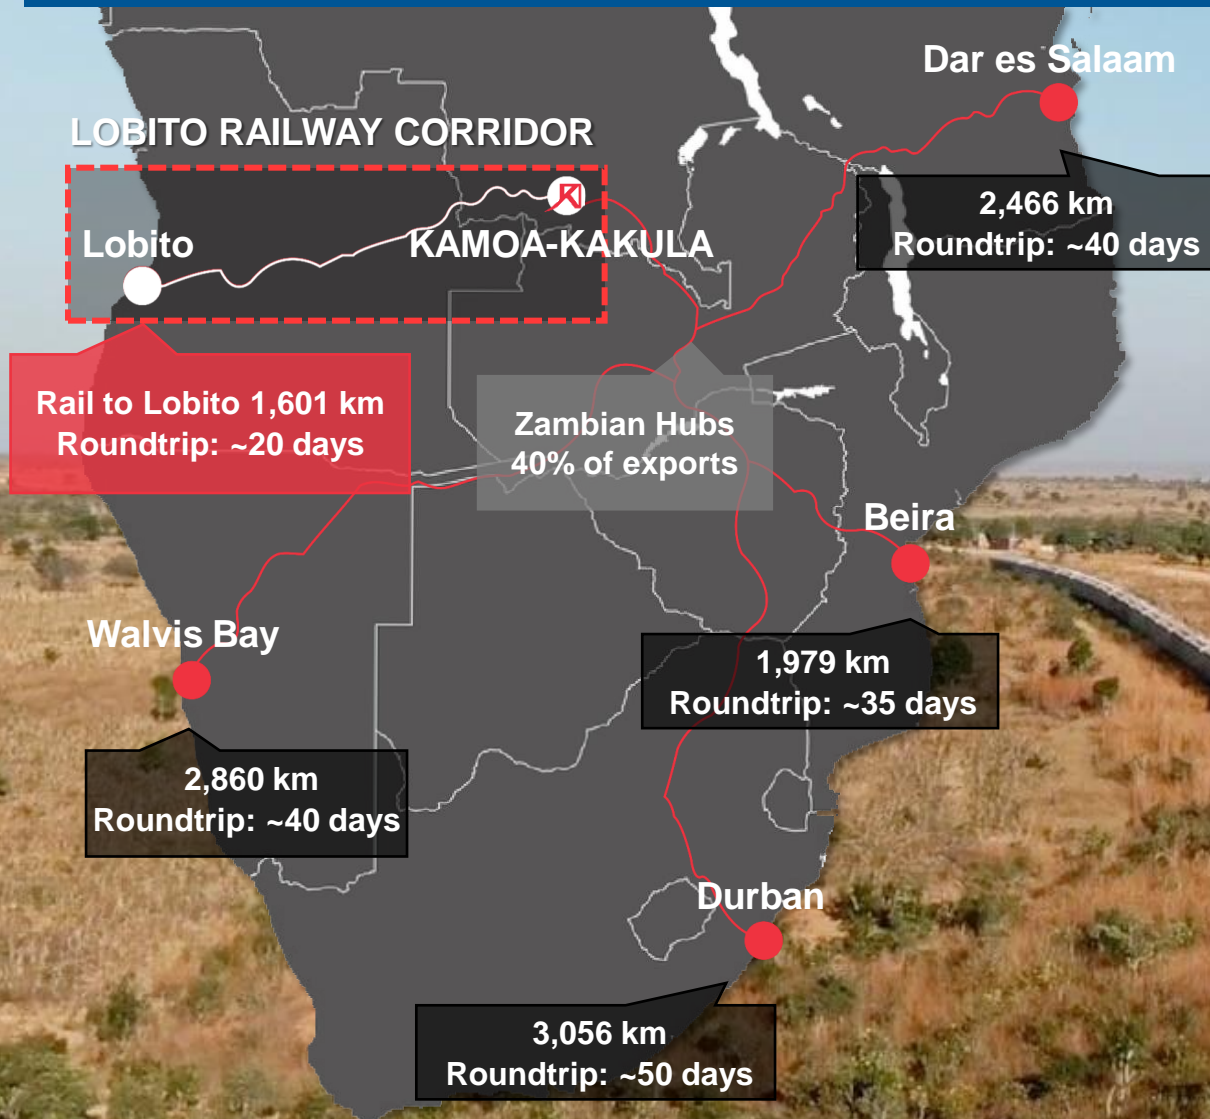 Dar es Salaam
LOBITO RAILWAY CORRIDOR
2,466 km
Roundtrip: ~40 days
Lobito
KAMOA-KAKULA
Rail to Lobito 1,601 km
Roundtrip: ~20 days
Zambian Hubs
40% of exports
Beira
Walvis Bay
1,979 km
Roundtrip: ~35 days
2,860 km
Roundtrip: ~40 days
Durban
3,056 km
Roundtrip: ~50 days